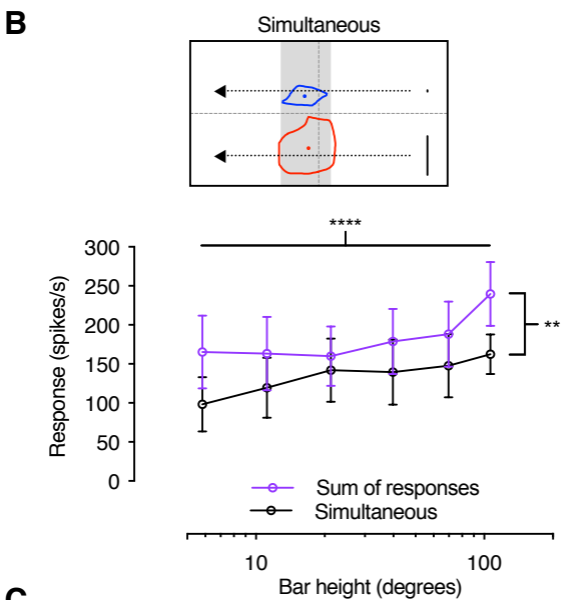 B
Simultaneous
****
300
250
200
150
100
50
0
Response (spikes/s)
**
Sum of responses
Simultaneous
10
100
Bar height (degrees)
C